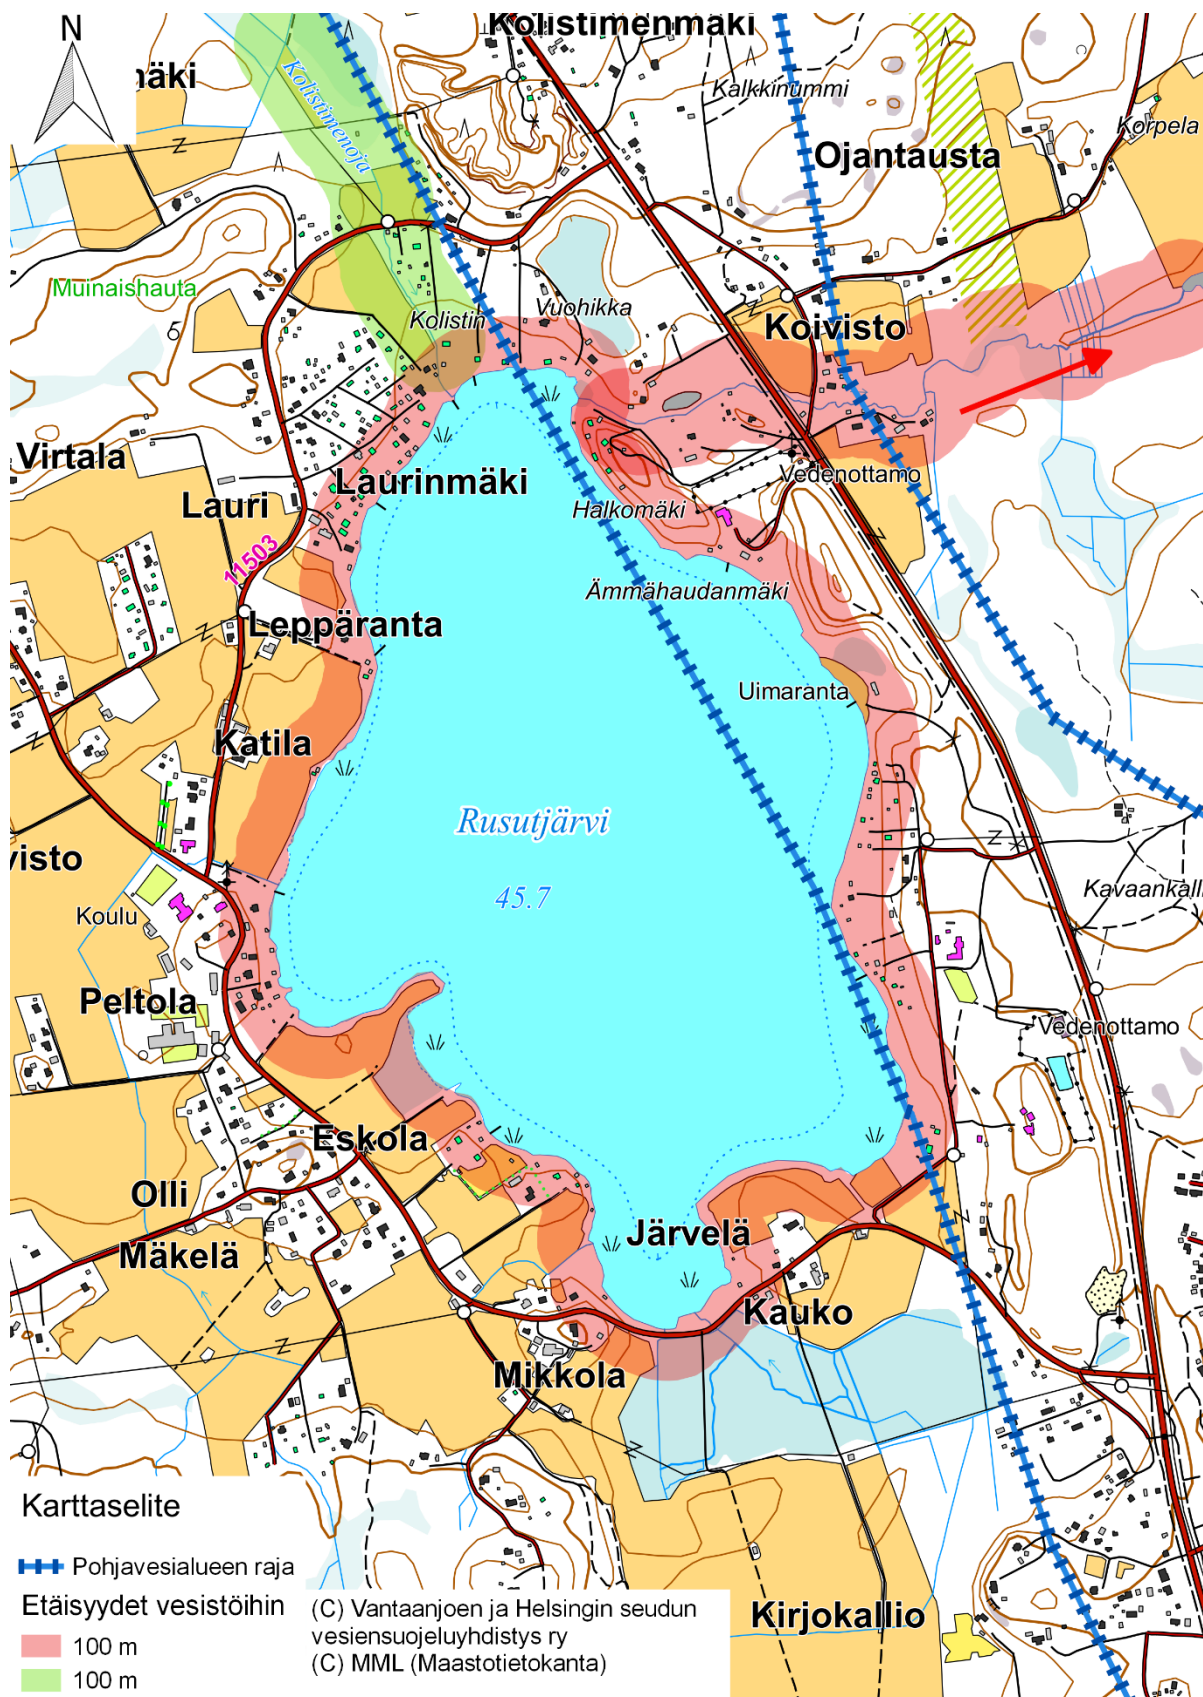 N
Kolistimenmäki
mäki
Kalkkinummi
Kolistimenoja
Korpela
Ojantausta
Muinaishauta
Vuohikka
Kolistin
Koivisto
Virtala
Laurinmäki
Vedenottamo
Lauri
Halkomäki
11503
Ämmähaudanmäki
Leppäranta
Uimaranta
Katila
Rusutjärvi
visto
45.7
Kavaankalli
Koulu
Peltola
Vedenottamo
Eskola
Olli
Järvelä
Mäkelä
Kauko
Mikkola
Karttaselite
Pohjavesialueen raja
Etäisyydet vesistöihin
100 m
100 m
(C) Vantaanjoen ja Helsingin seudun
vesiensuojeluyhdistys ry
(C) MML (Maastotietokanta)
Kirjokallio